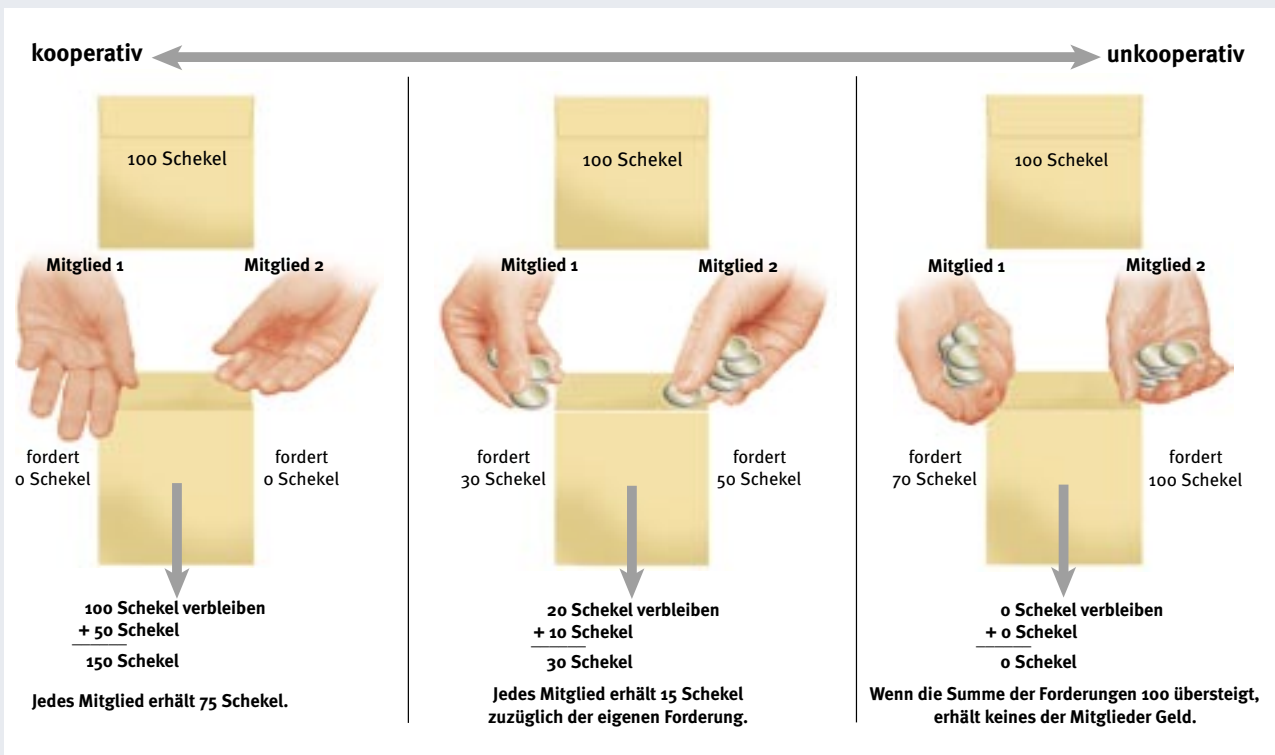 kooperativ
unkooperativ
100 Schekel
Mitglied 1
Mitglied 2
fordert
0 Schekel
fordert
0 Schekel
100 Schekel verbleiben
+ 50 Schekel
150 Schekel
Jedes Mitglied erhält 75 Schekel.
100 Schekel
Mitglied 1
Mitglied 2
fordert
30 Schekel
fordert
50 Schekel
20 Schekel verbleiben
+ 10 Schekel
30 Schekel
Jedes Mitglied erhält 15 Schekel
zuzüglich der eigenen Forderung.
100 Schekel
Mitglied 1
Mitglied 2
fordert
70 Schekel
fordert
100 Schekel
0 Schekel verbleiben
+ 0 Schekel
0 Schekel
Wenn die Summe der Forderungen 100 übersteigt,
erhält keines der Mitglieder Geld.